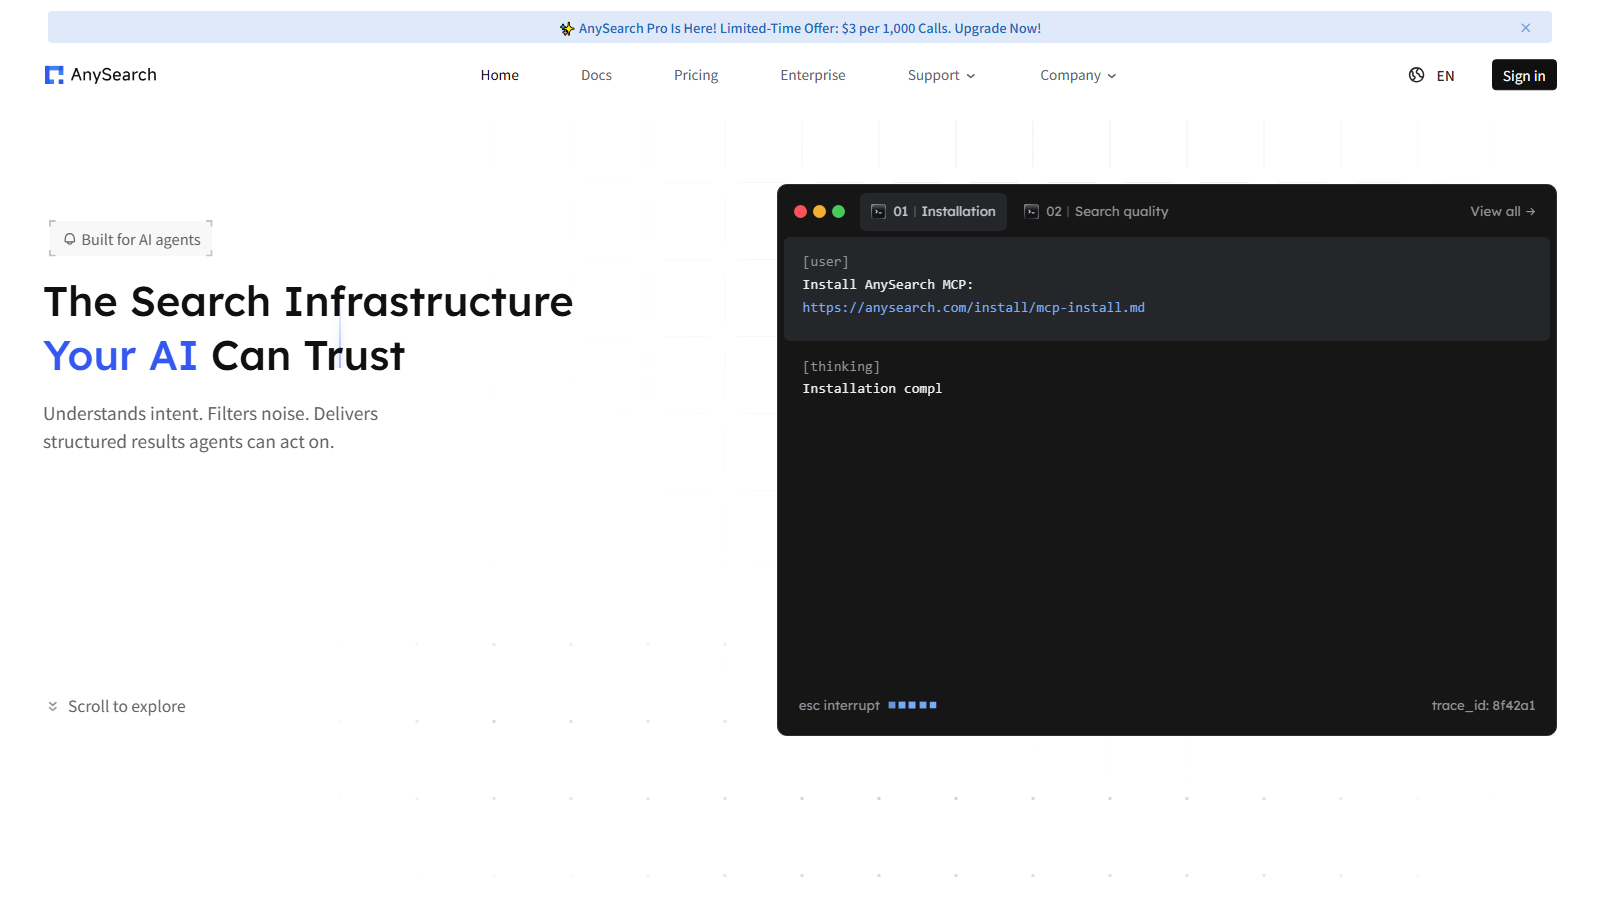 ✨ AnySearch Pro Is Here! Limited-Time Offer: $3 per 1,000 Calls. Upgrade Now!
AnySearch
Home
Docs
Pricing
Enterprise
Support
Company
EN
Sign in
Built for AI agents
The Search Infrastructure
Your AI Can Trust
Understands intent. Filters noise. Delivers
structured results agents can act on.
Scroll to explore
01 | Installation
02 | Search quality
View all →
[user]
Install AnySearch MCP:
https://anysearch.com/install/mcp-install.md
[thinking]
Installation compl
esc interrupt
trace_id: 8f42a1